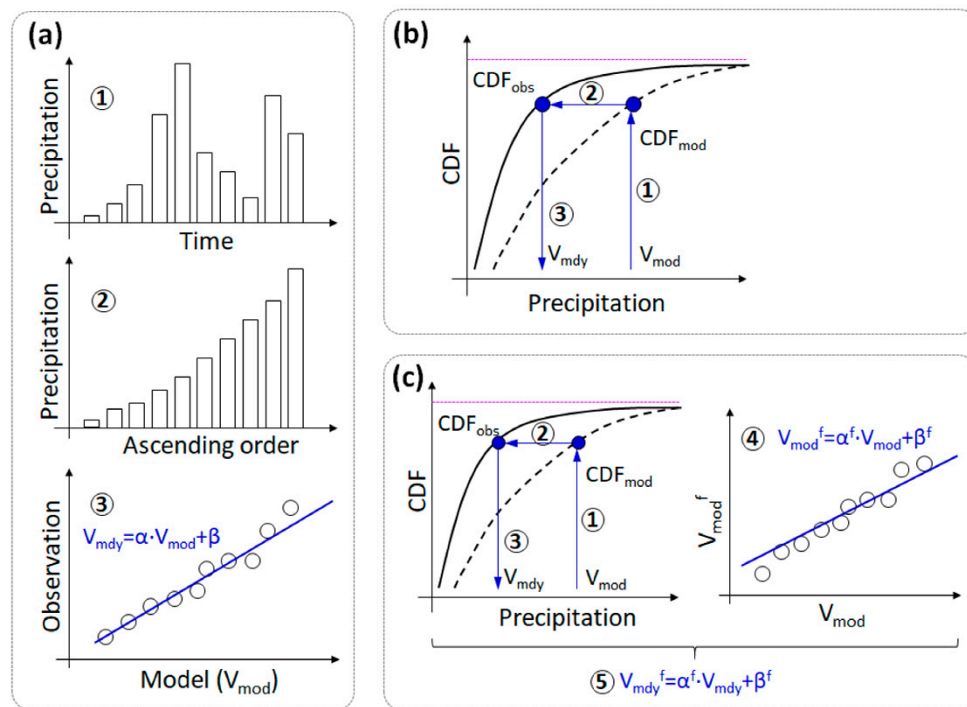 (a)
①
Precipitation
Time
②
Precipitation
Ascending order
③
V_mdy=α·V_mod+β
Observation
Model (V_mod)
(b)
CDF_obs
②
CDF_mod
CDF
①
③
V_mdy V_mod
Precipitation
(c)
CDF_obs
②
CDF_mod
CDF
①
③
V_mdy V_mod
Precipitation
④ V_mod^f=α^f·V_mod+β^f
V_mod^f
V_mod
⑤ V_mdy^f=α^f·V_mdy+β^f